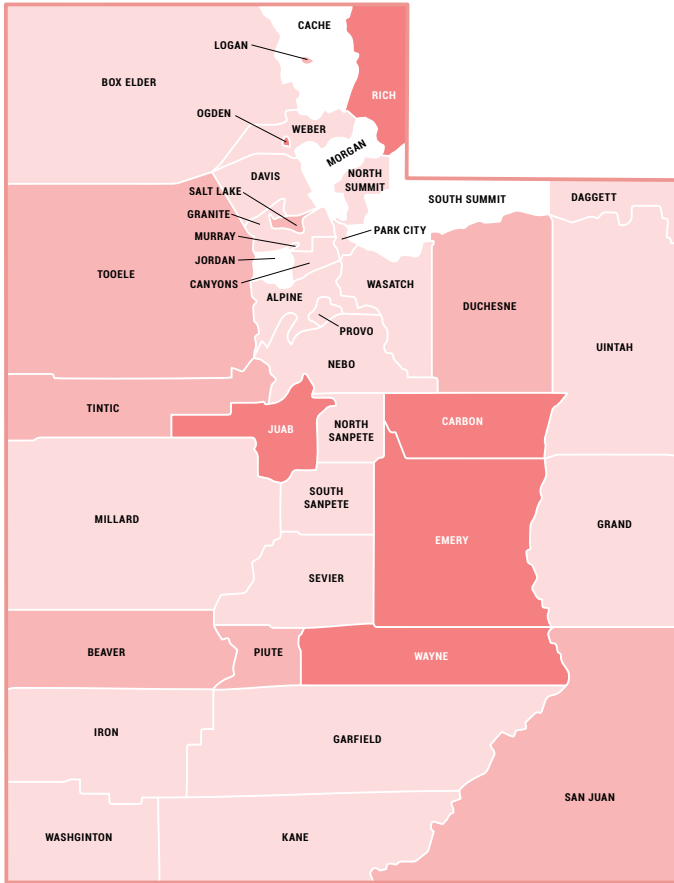 CACHE
LOGAN
BOX ELDER
RICH
OGDEN
WEBER
MORGAN
DAVIS
NORTH
SUMMIT
SALT LAKE
SOUTH SUMMIT
DAGGETT
GRANITE
PARK CITY
MURRAY
JORDAN
TOOELE
CANYONS
WASATCH
ALPINE
DUCHESNE
PROVO
UINTAH
NEBO
TINTIC
JUAB
NORTH
SANPETE
CARBON
SOUTH
SANPETE
MILLARD
GRAND
EMERY
SEVIER
BEAVER
PIUTE
WAYNE
IRON
GARFIELD
SAN JUAN
WASHGINTON
KANE